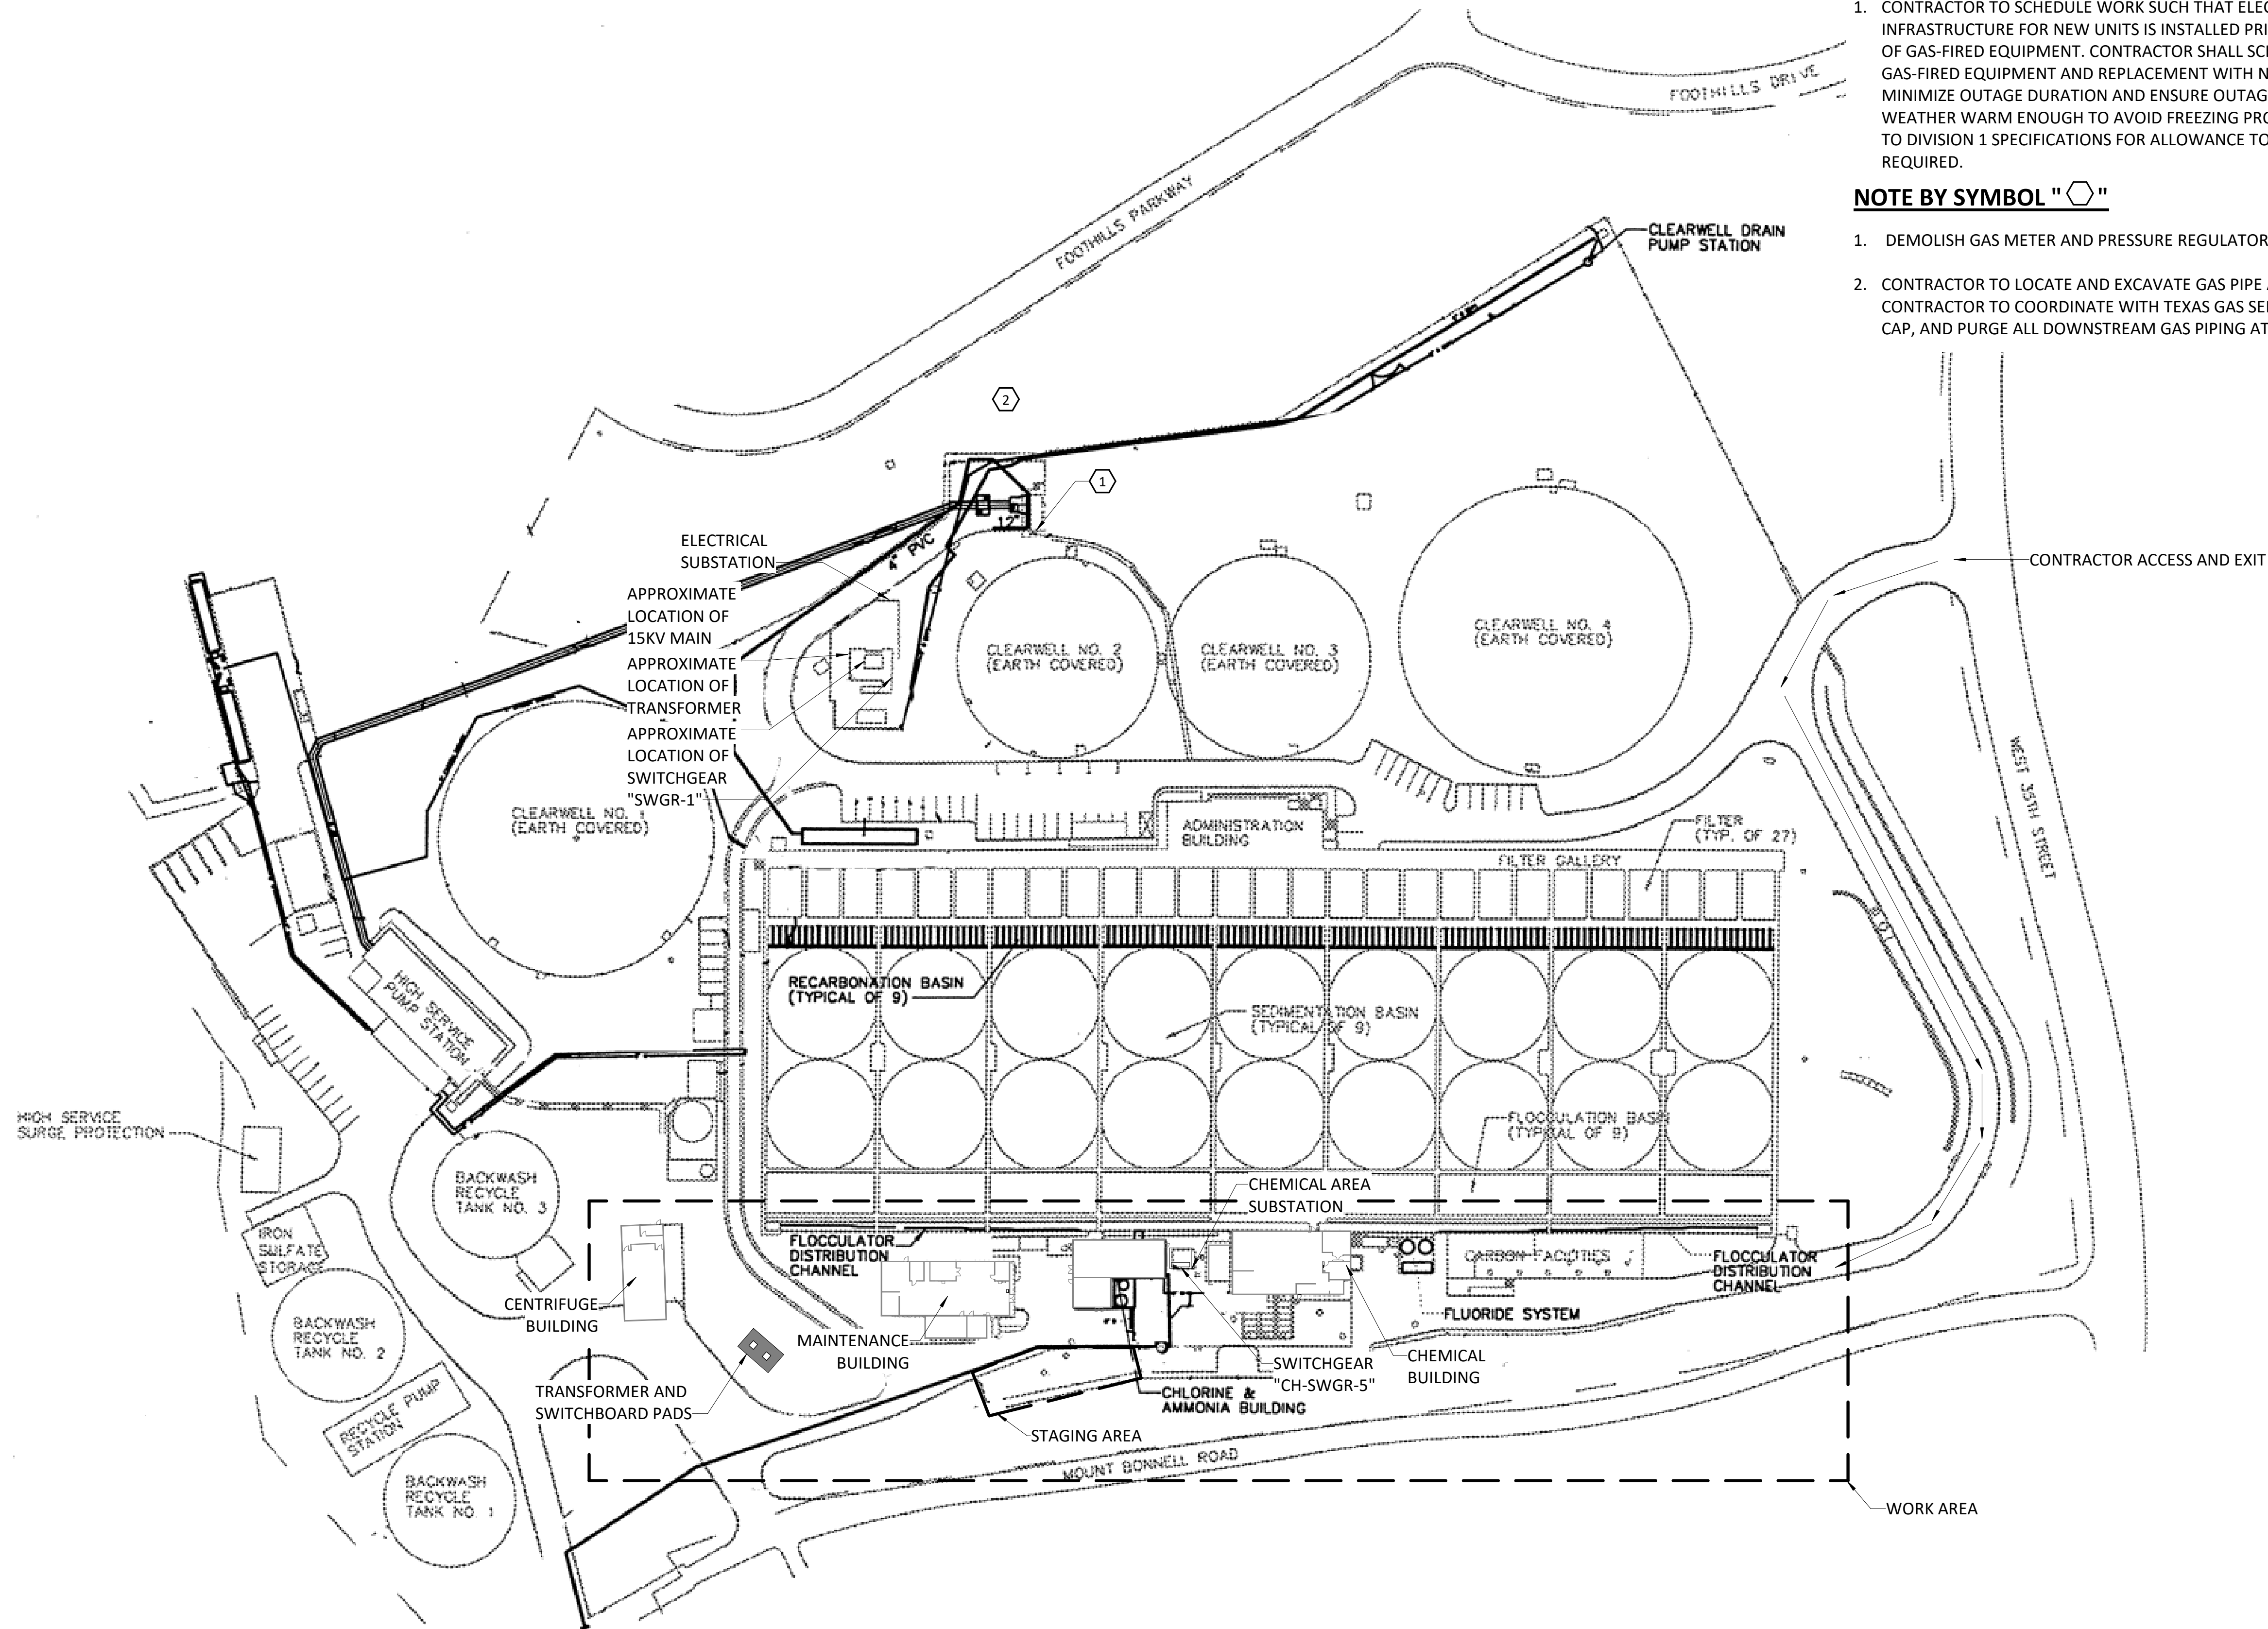 1. CONTRACTOR TO SCHEDULE WORK SUCH THAT ELEC
INFRASTRUCTURE FOR NEW UNITS IS INSTALLED PRI
OF GAS-FIRED EQUIPMENT. CONTRACTOR SHALL SC
GAS-FIRED EQUIPMENT AND REPLACEMENT WITH N
MINIMIZE OUTAGE DURATION AND ENSURE OUTAG
WEATHER WARM ENOUGH TO AVOID FREEZING PRO
TO DIVISION 1 SPECIFICATIONS FOR ALLOWANCE TO
REQUIRED.
NOTE BY SYMBOL " "
1. DEMOLISH GAS METER AND PRESSURE REGULATOR
2. CONTRACTOR TO LOCATE AND EXCAVATE GAS PIPE
CONTRACTOR TO COORDINATE WITH TEXAS GAS SE
CAP, AND PURGE ALL DOWNSTREAM GAS PIPING AT
FOOTHILLS DRIVE
FOOTHILLS PARKWAY
CLEARWELL DRAIN
PUMP STATION
2
1
12"
4" PVC
ELECTRICAL
SUBSTATION
CONTRACTOR ACCESS AND EXIT
APPROXIMATE
LOCATION OF
15KV MAIN
APPROXIMATE
LOCATION OF
TRANSFORMER
APPROXIMATE
LOCATION OF
SWITCHGEAR
"SWGR-1"
CLEARWELL NO. 2
(EARTH COVERED)
CLEARWELL NO. 3
(EARTH COVERED)
CLEARWELL NO. 4
(EARTH COVERED)
CLEARWELL NO. 1
(EARTH COVERED)
WEST 35TH STREET
ADMINISTRATION
BUILDING
FILTER
(TYP. OF 27)
FILTER GALLERY
RECARBONATION BASIN
(TYPICAL OF 9)
SEDIMENTATION BASIN
(TYPICAL OF 9)
HIGH SERVICE
PUMP STATION
FLOCCULATION BASIN
(TYPICAL OF 9)
HIGH SERVICE
SURGE PROTECTION
BACKWASH
RECYCLE
TANK NO. 3
CHEMICAL AREA
SUBSTATION
IRON
SULFATE
STORAGE
FLOCCULATOR
DISTRIBUTION
CHANNEL
CARBON FACILITIES
FLOCCULATOR
DISTRIBUTION
CHANNEL
CENTRIFUGE
BUILDING
FLUORIDE SYSTEM
BACKWASH
RECYCLE
TANK NO. 2
MAINTENANCE
BUILDING
SWITCHGEAR
"CH-SWGR-5"
CHEMICAL
BUILDING
TRANSFORMER AND
SWITCHBOARD PADS
CHLORINE &
AMMONIA BUILDING
RECYCLE PUMP
STATION
STAGING AREA
MOUNT BONNELL ROAD
BACKWASH
RECYCLE
TANK NO. 1
WORK AREA